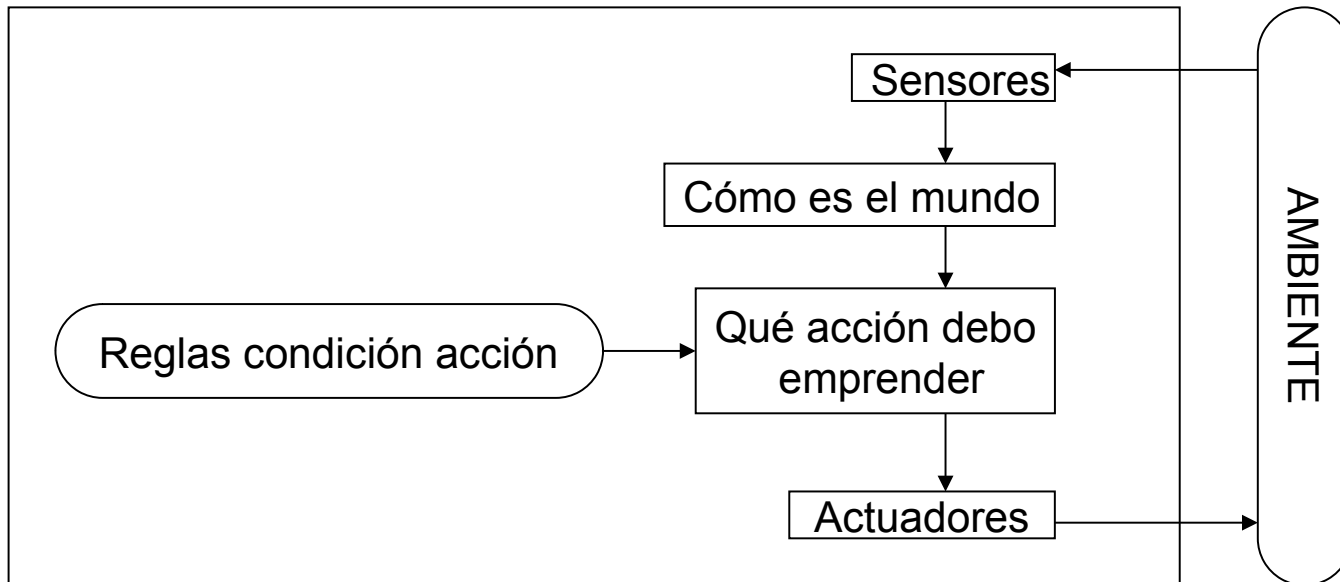 Sensores
Cómo es el mundo
Reglas condición acción
Qué acción debo
emprender
Actuadores
AMBIENTE